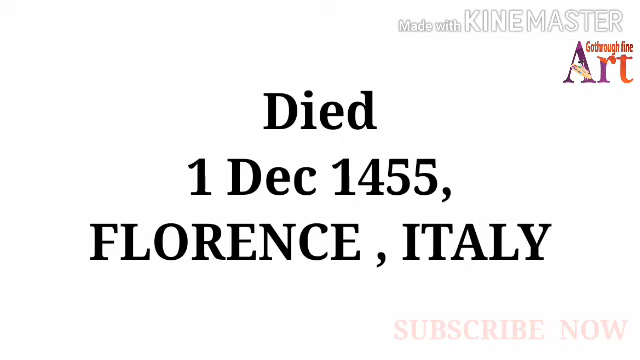 Made with KINEMASTER
Gothrough fine
Art
Died
1 Dec 1455,
FLORENCE , ITALY
SUBSCRIBE NOW